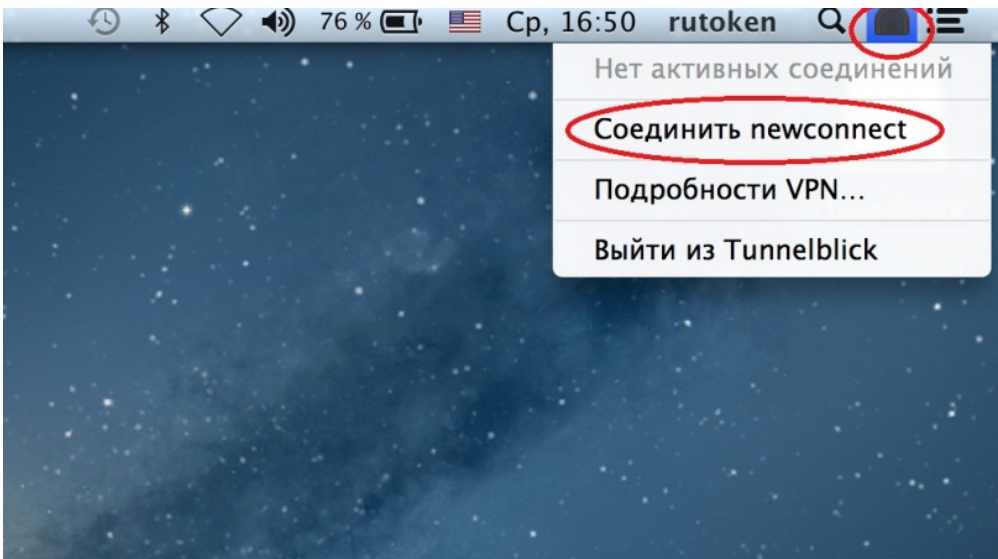 76 % Ср, 16:50 rutoken
Нет активных соединений
Соединить newconnect
Подробности VPN...
Выйти из Tunnelblick